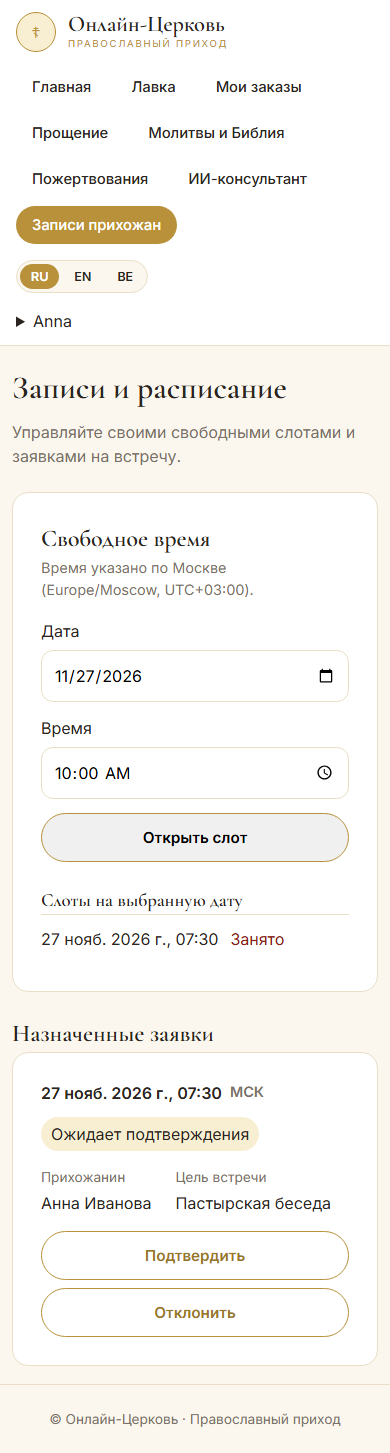 Онлайн-Церковь
ПРАВОСЛАВНЫЙ ПРИХОД
Главная Лавка Мои заказы
Прощение Молитвы и Библия
Пожертвования ИИ-консультант
Записи прихожан
RU EN BE
Anna
Записи и расписание
Управляйте своими свободными слотами и
заявками на встречу.
Свободное время
Время указано по Москве
(Europe/Moscow, UTC+03:00).
Дата
11/27/2026
Время
10:00 AM
Открыть слот
Слоты на выбранную дату
27 нояб. 2026 г., 07:30 Занято
Назначенные заявки
27 нояб. 2026 г., 07:30 МСК
Ожидает подтверждения
Прихожанин Цель встречи
Анна Иванова Пастырская беседа
Подтвердить
Отклонить
© Онлайн-Церковь · Православный приход